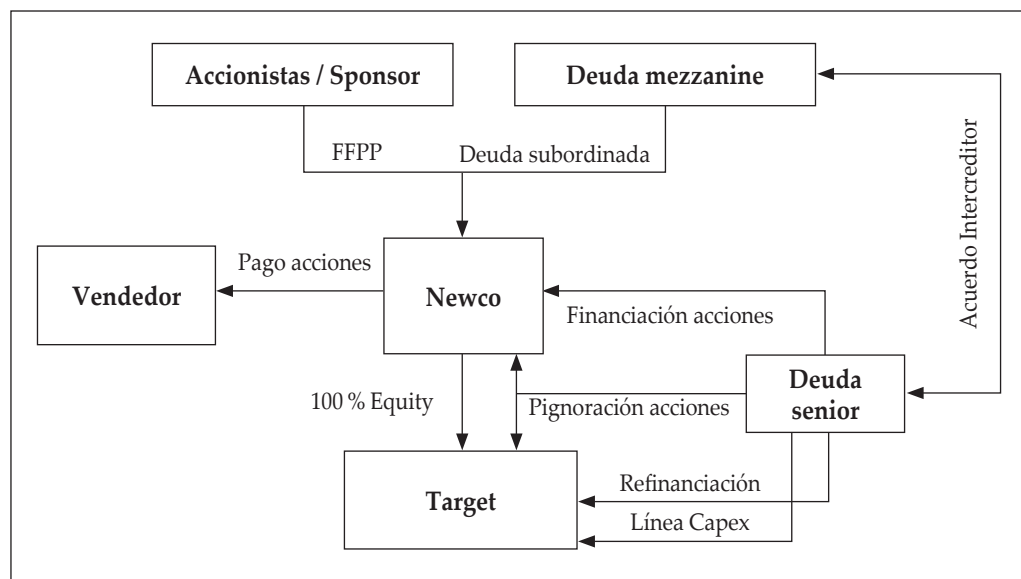 Accionistas / Sponsor
Deuda mezzanine
FFPP
Deuda subordinada
Acuerdo Intercreditor
Vendedor
Pago acciones
Newco
Financiación acciones
100 % Equity
Pignoración acciones
Deuda
senior
Target
Refinanciación
Línea Capex